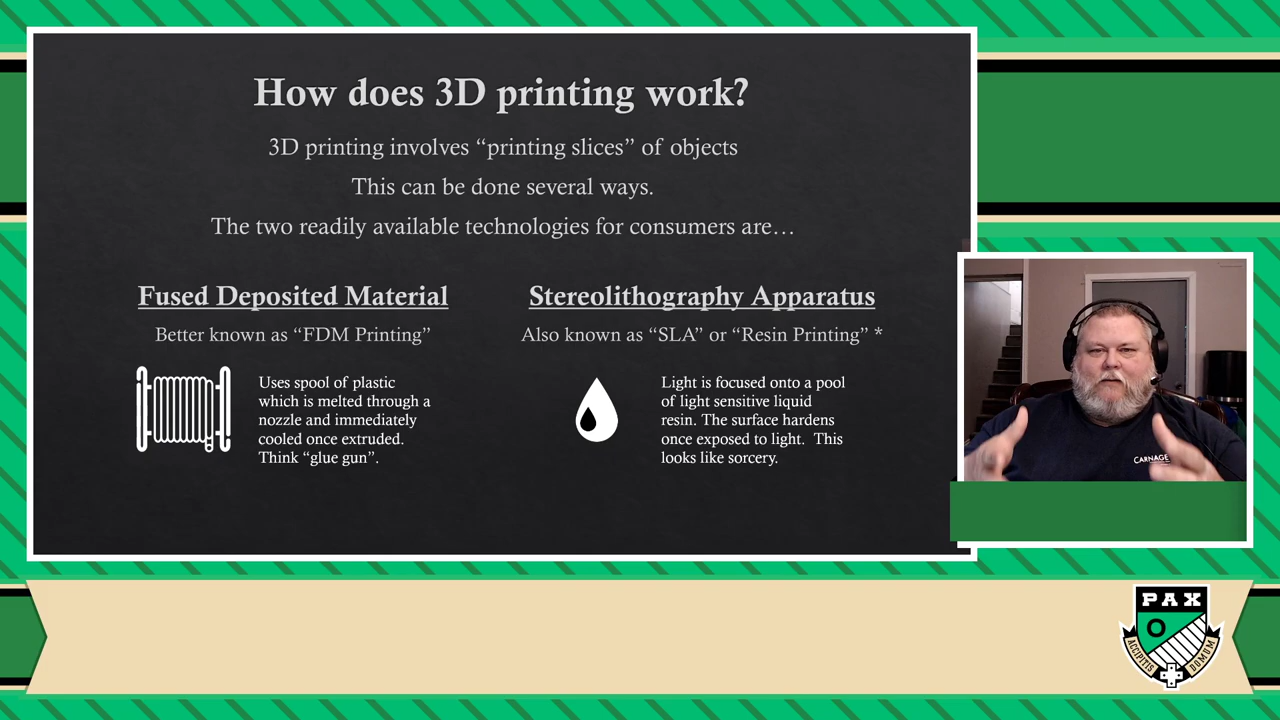 How does 3D printing work?
3D printing involves “printing slices” of objects
This can be done several ways.
The two readily available technologies for consumers are…
Fused Deposited Material
Better known as “FDM Printing”
Uses spool of plastic
which is melted through a
nozzle and immediately
cooled once extruded.
Think “glue gun”.
Stereolithography Apparatus
Also known as “SLA” or “Resin Printing” *
Light is focused onto a pool
of light sensitive liquid
resin. The surface hardens
once exposed to light.  This
looks like sorcery.
CARNAGE
PAX
O
ACCIPITIS DOMUM